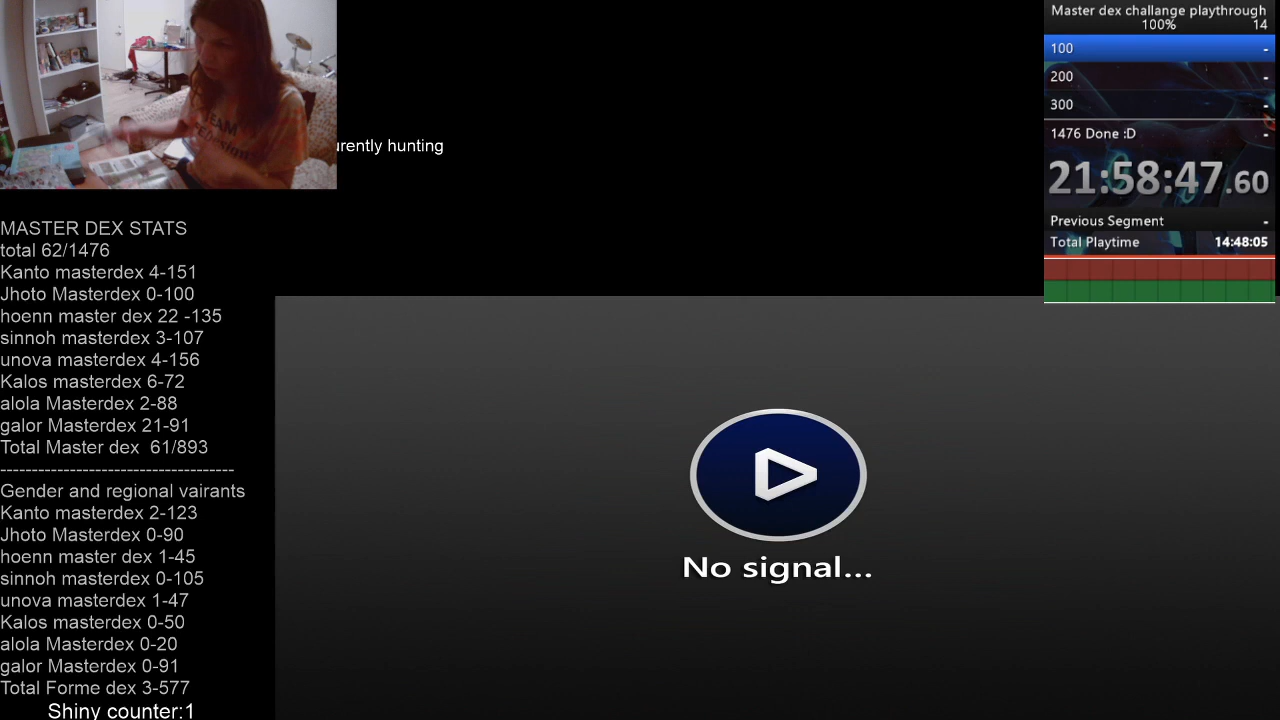 TEAM
urently hunting
MASTER DEX STATS
total 62/1476
Kanto masterdex 4-151
Jhoto Masterdex 0-100
hoenn master dex 22 -135
sinnoh masterdex 3-107
unova masterdex 4-156
Kalos masterdex 6-72
alola Masterdex 2-88
galor Masterdex 21-91
Total Master dex  61/893
-------------------------------------
Gender and regional vairants
Kanto masterdex 2-123
Jhoto Masterdex 0-90
hoenn master dex 1-45
sinnoh masterdex 0-105
unova masterdex 1-47
Kalos masterdex 0-50
alola Masterdex 0-20
galor Masterdex 0-91
Total Forme dex 3-577
Shiny counter:1
No signal...
Master dex challange playthrough
100% 14
100 -
200 -
300 -
1476 Done :D -
21:58:47.60
Previous Segment -
Total Playtime 14:48:05